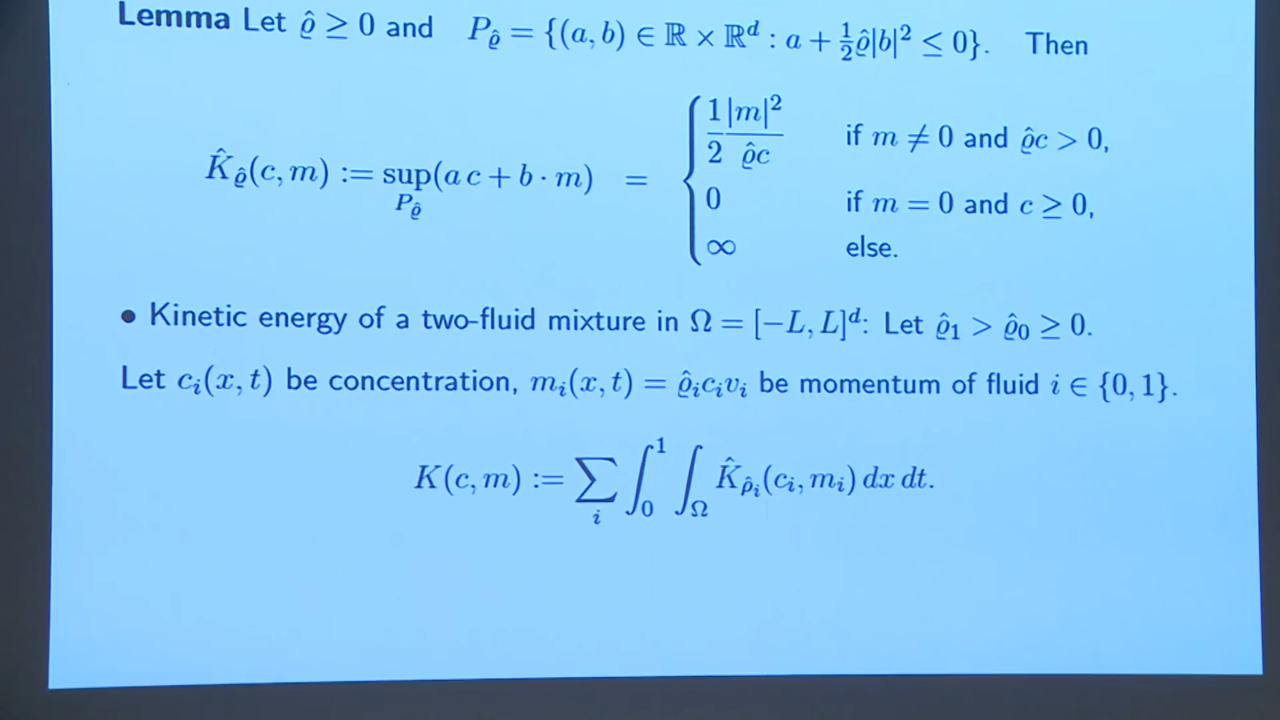 Lemma Let ϱ̂ ≥ 0 and P_ϱ̂ = {(a, b) ∈ ℝ × ℝ^d : a + ½ϱ̂|b|² ≤ 0}. Then
K̂_ϱ̂(c, m) := sup_{P_ϱ̂}(a c + b · m) = { \frac{1}{2}\frac{|m|²}{ϱ̂c} if m ≠ 0 and ϱ̂c > 0,
0 if m = 0 and c ≥ 0,
∞ else.
• Kinetic energy of a two-fluid mixture in Ω = [−L, L]^d: Let ϱ̂₁ > ϱ̂₀ ≥ 0.
Let c_i(x, t) be concentration, m_i(x, t) = ϱ̂_i c_i v_i be momentum of fluid i ∈ {0, 1}.
K(c, m) := ∑_i ∫_0^1 ∫_Ω K̂_{ρ̂_i}(c_i, m_i) dx dt.